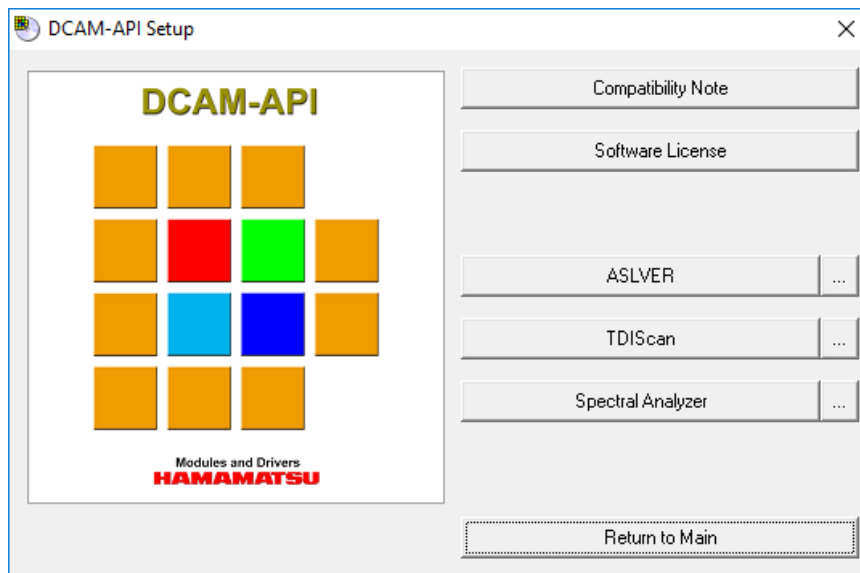 DCAM-API Setup
DCAM-API
Modules and Drivers
HAMAMATSU
Compatibility Note
Software License
ASLVER
...
TDIScan
...
Spectral Analyzer
...
Return to Main